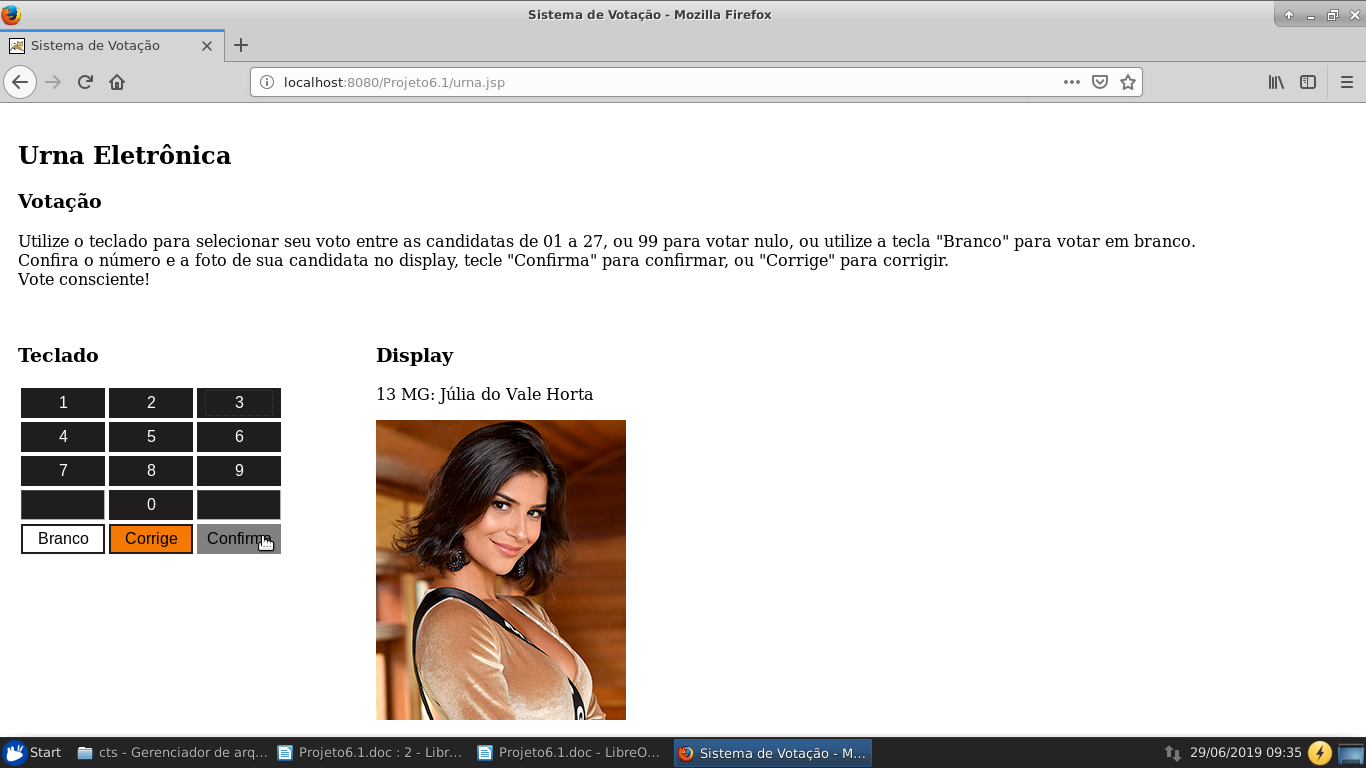 Sistema de Votação - Mozilla Firefox
Sistema de Votação
localhost:8080/Projeto6.1/urna.jsp
Urna Eletrônica
Votação
Utilize o teclado para selecionar seu voto entre as candidatas de 01 a 27, ou 99 para votar nulo, ou utilize a tecla "Branco" para votar em branco.
Confira o número e a foto de sua candidata no display, tecle "Confirma" para confirmar, ou "Corrige" para corrigir.
Vote consciente!
Teclado
1 2 3
4 5 6
7 8 9
0
Branco Corrige Confirma
Display
13 MG: Júlia do Vale Horta
Start cts - Gerenciador de arq... Projeto6.1.doc : 2 - Libr... Projeto6.1.doc - LibreO... Sistema de Votação - M... 29/06/2019 09:35